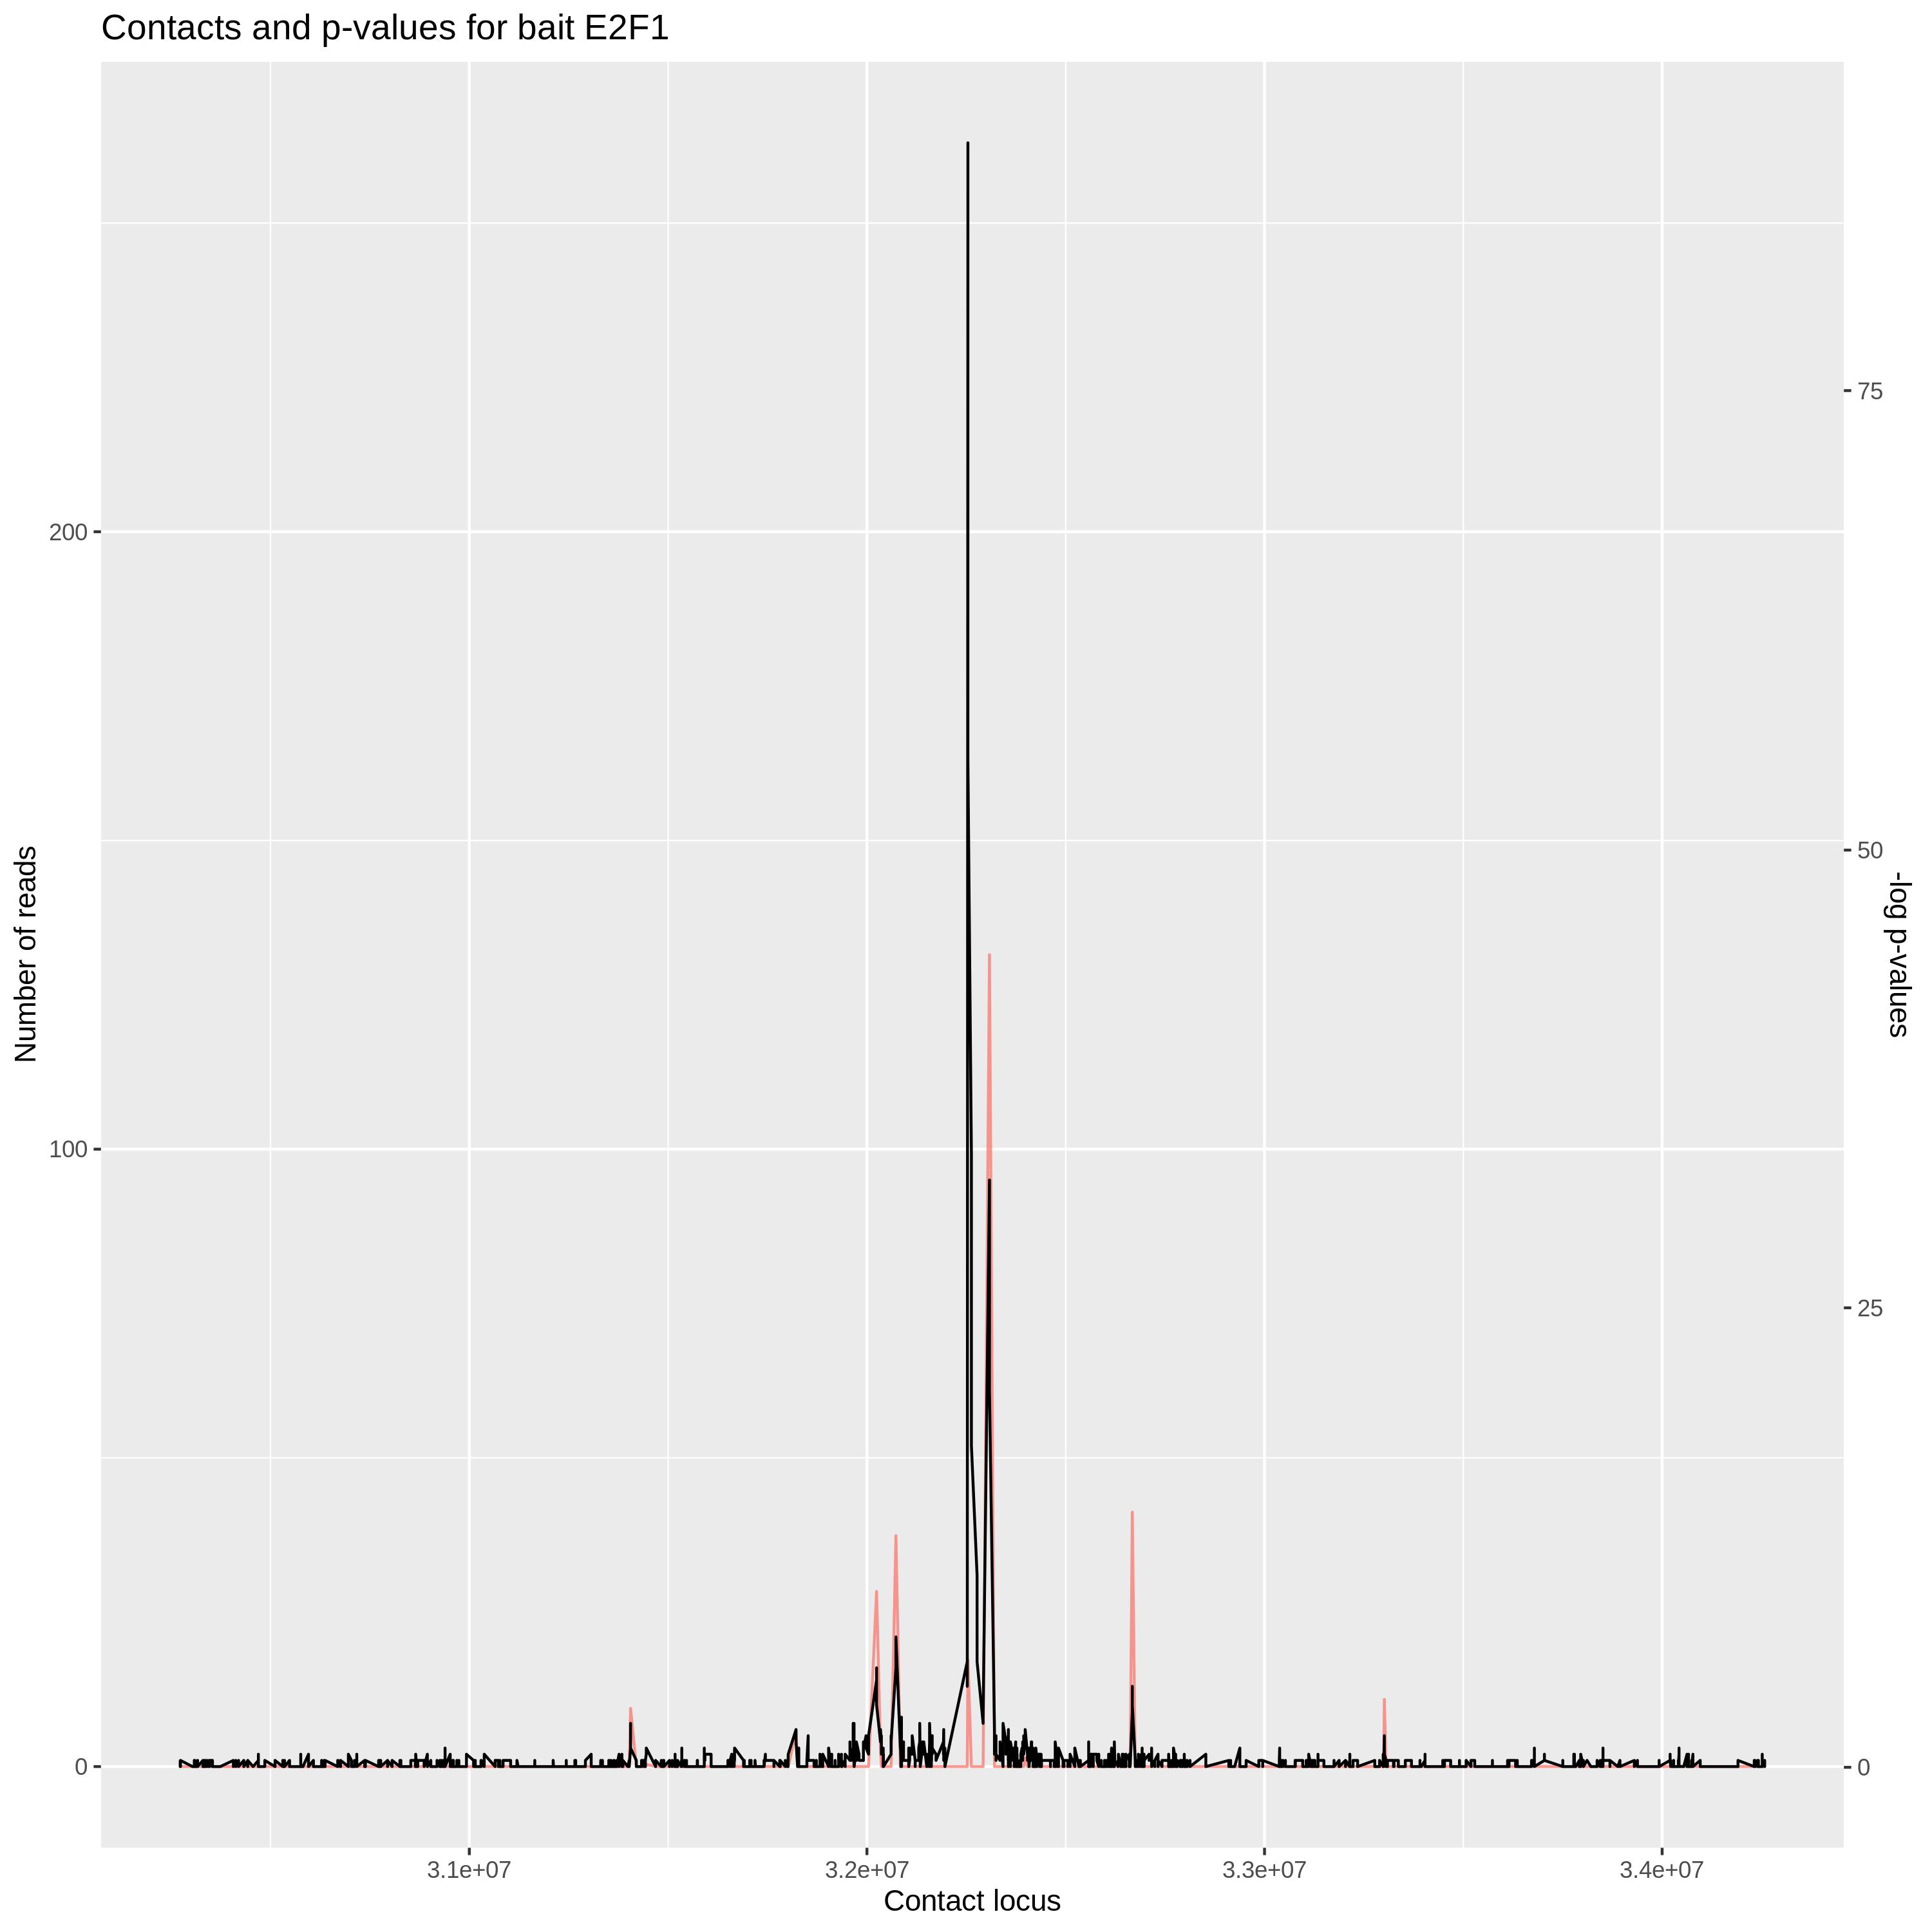 Contacts and p-values for bait E2F1
Number of reads
200
100
0
75
50
25
0
-log p-values
3.1e+07
3.2e+07
3.3e+07
3.4e+07
Contact locus